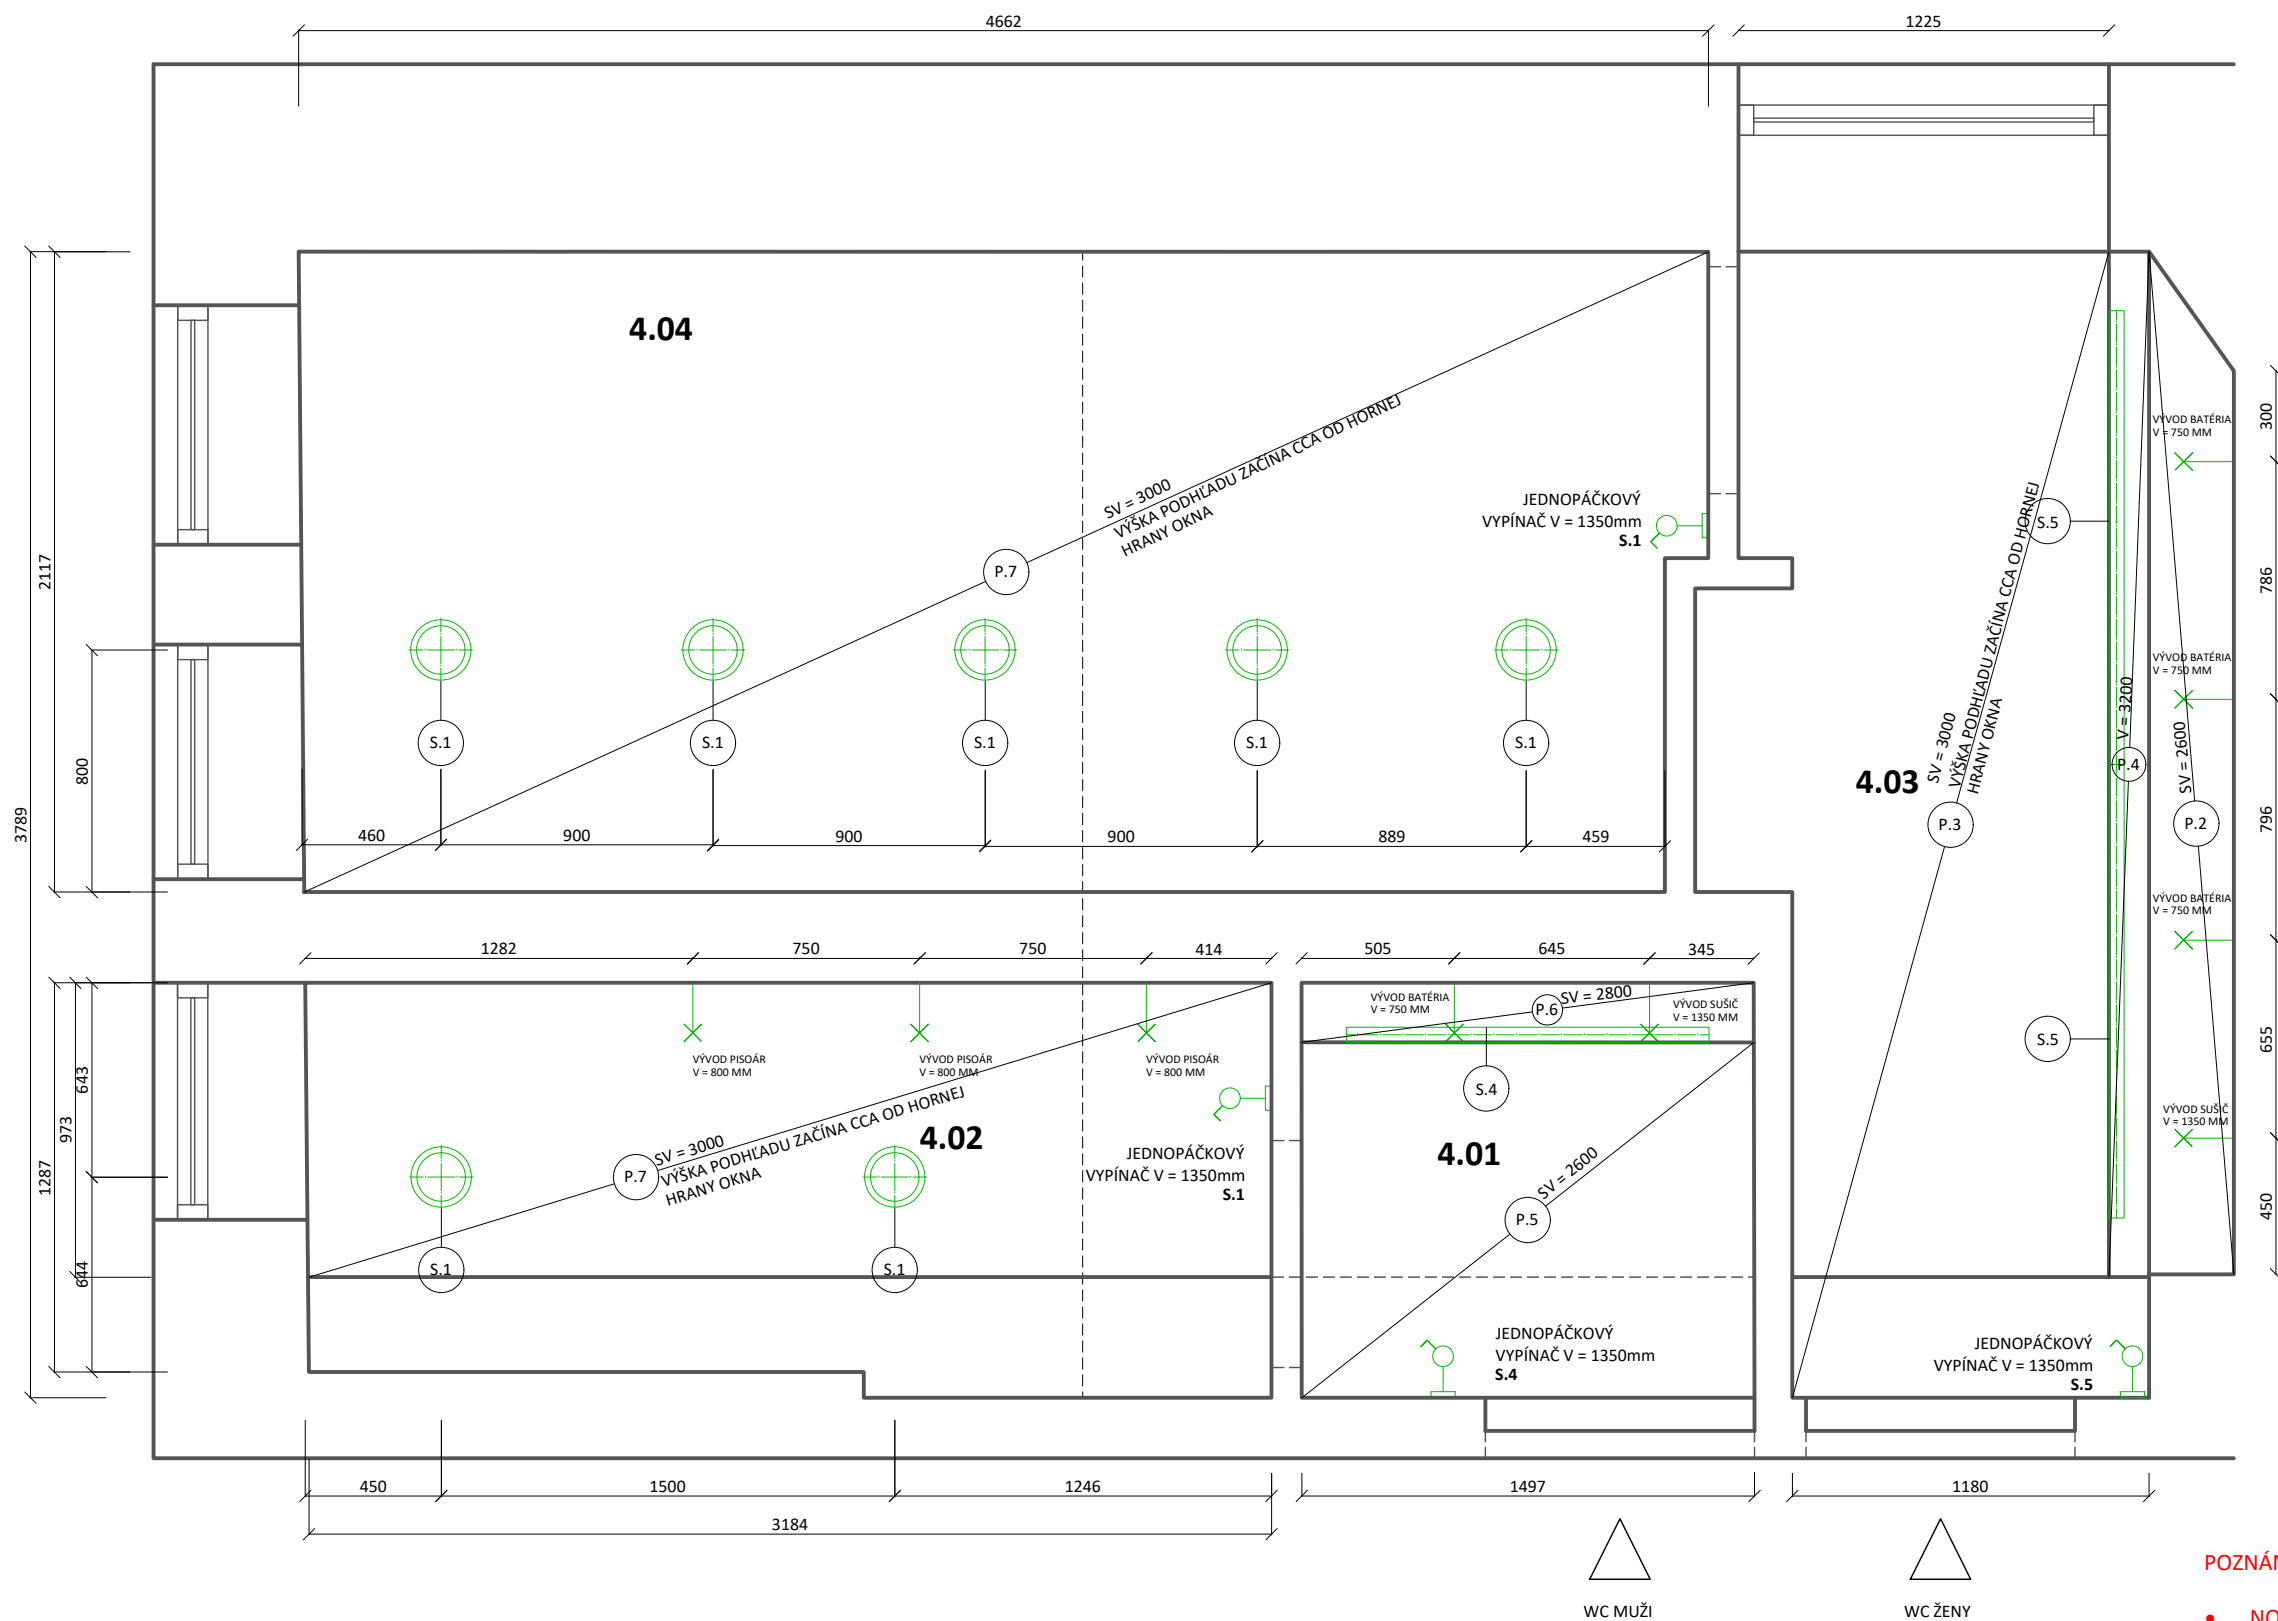 4662
1225
4.04
SV = 3000
VÝŠKA PODHĽADU ZAČÍNA CCA OD HORNEJ
HRANY OKNA
P.7
JEDNOPÁČKOVÝ
VYPÍNAČ V = 1350mm
S.1
S.1
S.1
S.1
S.1
S.1
460
900
900
900
889
459
2117
800
3789
4.03
SV = 3000
VÝŠKA PODHĽADU ZAČÍNA CCA OD HORNEJ
HRANY OKNA
P.3
S.5
S.5
V = 3200
P.4
SV = 2600
P.2
VÝVOD BATÉRIA
V = 750 MM
VÝVOD BATÉRIA
V = 750 MM
VÝVOD BATÉRIA
V = 750 MM
VÝVOD SUŠIČ
V = 1350 MM
300
786
796
655
450
1282
750
750
414
505
645
345
VÝVOD PISOÁR
V = 800 MM
VÝVOD PISOÁR
V = 800 MM
VÝVOD PISOÁR
V = 800 MM
VÝVOD BATÉRIA
V = 750 MM
P.6
SV = 2800
VÝVOD SUŠIČ
V = 1350 MM
S.4
643
973
1287
644
4.02
SV = 3000
VÝŠKA PODHĽADU ZAČÍNA CCA OD HORNEJ
HRANY OKNA
P.7
JEDNOPÁČKOVÝ
VYPÍNAČ V = 1350mm
S.1
S.1
S.1
4.01
SV = 2600
P.5
JEDNOPÁČKOVÝ
VYPÍNAČ V = 1350mm
S.4
JEDNOPÁČKOVÝ
VYPÍNAČ V = 1350mm
S.5
450
1500
1246
1497
1180
3184
WC MUŽI
WC ŽENY